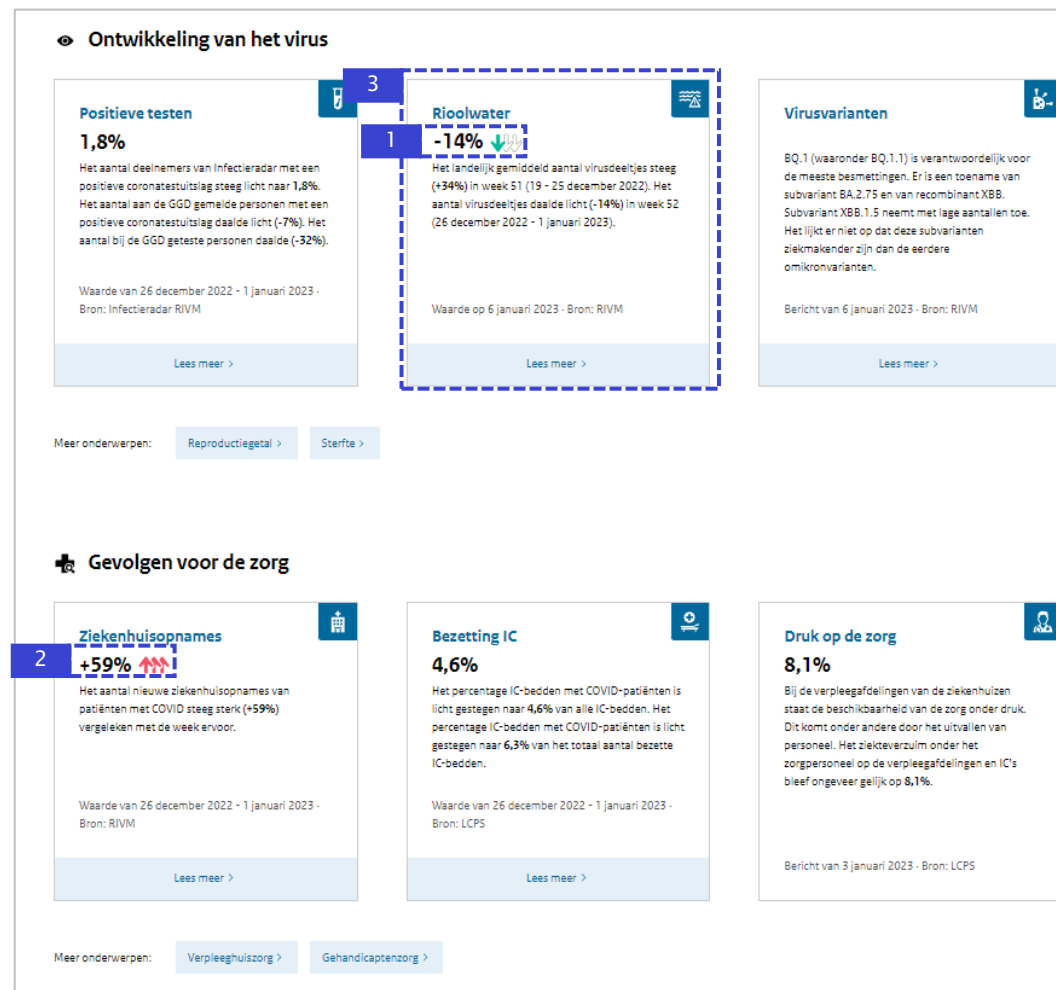 Ontwikkeling van het virus
3
Positieve testen
1,8%
Het aantal deelnemers van Infectieradar met een
positieve coronatestuitslag steeg licht naar 1,8%.
Het aantal aan de GGD gemelde personen met een
positieve coronatestuitslag daalde licht (-7%). Het
aantal bij de GGD geteste personen daalde (-32%).
Waarde van 26 december 2022 - 1 januari 2023 ·
Bron: Infectieradar RIVM
Lees meer >
Rioolwater
1
-14%
Het landelijk gemiddeld aantal virusdeeltjes steeg
(+34%) in week 51 (19 - 25 december 2022). Het
aantal virusdeeltjes daalde licht (-14%) in week 52
(26 december 2022 - 1 januari 2023).
Waarde op 6 januari 2023 · Bron: RIVM
Lees meer >
Virusvarianten
BQ.1 (waaronder BQ.1.1) is verantwoordelijk voor
de meeste besmettingen. Er is een toename van
subvariant BA.2.75 en van recombinant XBB.
Subvariant XBB.1.5 neemt met lage aantallen toe.
Het lijkt er niet op dat deze subvarianten
ziekmakender zijn dan de eerdere
omikronvarianten.
Bericht van 6 januari 2023 · Bron: RIVM
Lees meer >
Meer onderwerpen: Reproductiegetal > Sterfte >
Gevolgen voor de zorg
Ziekenhuisopnames
2
+59%
Het aantal nieuwe ziekenhuisopnames van
patiënten met COVID steeg sterk (+59%)
vergeleken met de week ervoor.
Waarde van 26 december 2022 - 1 januari 2023 ·
Bron: RIVM
Lees meer >
Bezetting IC
4,6%
Het percentage IC-bedden met COVID-patiënten is
licht gestegen naar 4,6% van alle IC-bedden. Het
percentage IC-bedden met COVID-patiënten is licht
gestegen naar 6,3% van het totaal aantal bezette
IC-bedden.
Waarde van 26 december 2022 - 1 januari 2023 ·
Bron: LCPS
Lees meer >
Druk op de zorg
8,1%
Bij de verpleegafdelingen van de ziekenhuizen
staat de beschikbaarheid van de zorg onder druk.
Dit komt onder andere door het uitvallen van
personeel. Het ziekteverzuim onder het
zorgpersoneel op de verpleegafdelingen en IC's
bleef ongeveer gelijk op 8,1%.
Bericht van 3 januari 2023 · Bron: LCPS
Meer onderwerpen: Verpleeghuiszorg > Gehandicaptenzorg >